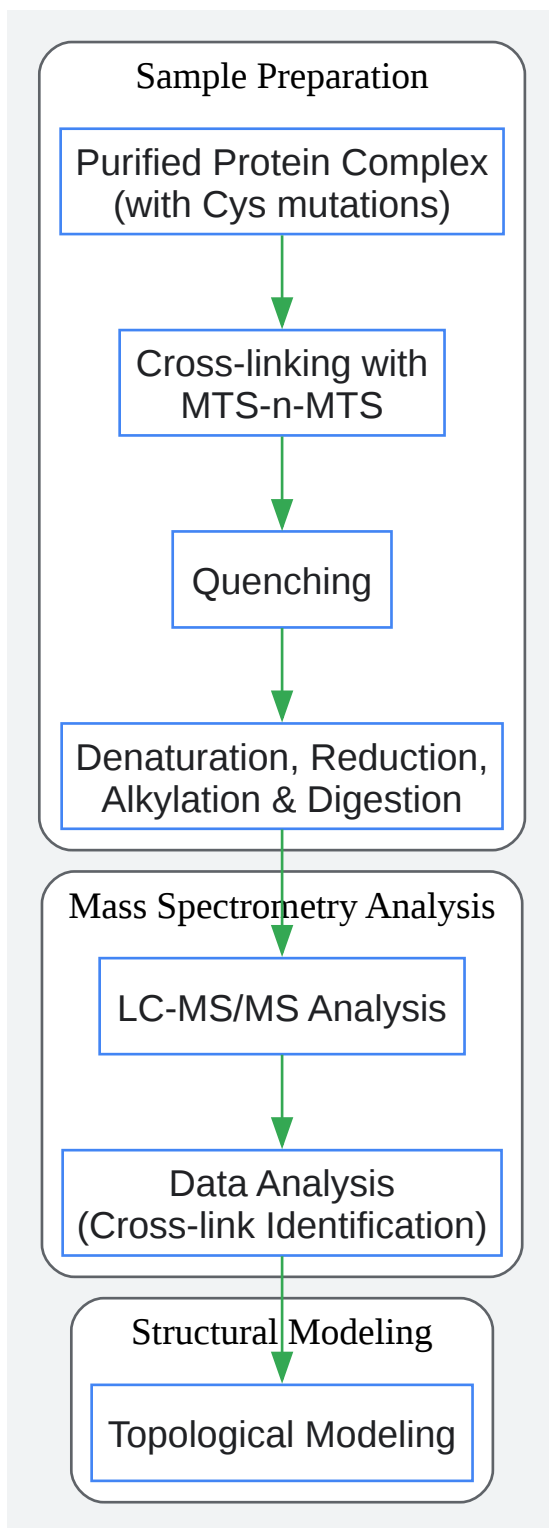 Sample Preparation
Purified Protein Complex
(with Cys mutations)
Cross-linking with
MTS-n-MTS
Quenching
Denaturation, Reduction,
Alkylation & Digestion
Mass Spectrometry Analysis
LC-MS/MS Analysis
Data Analysis
(Cross-link Identification)
Structural Modeling
Topological Modeling